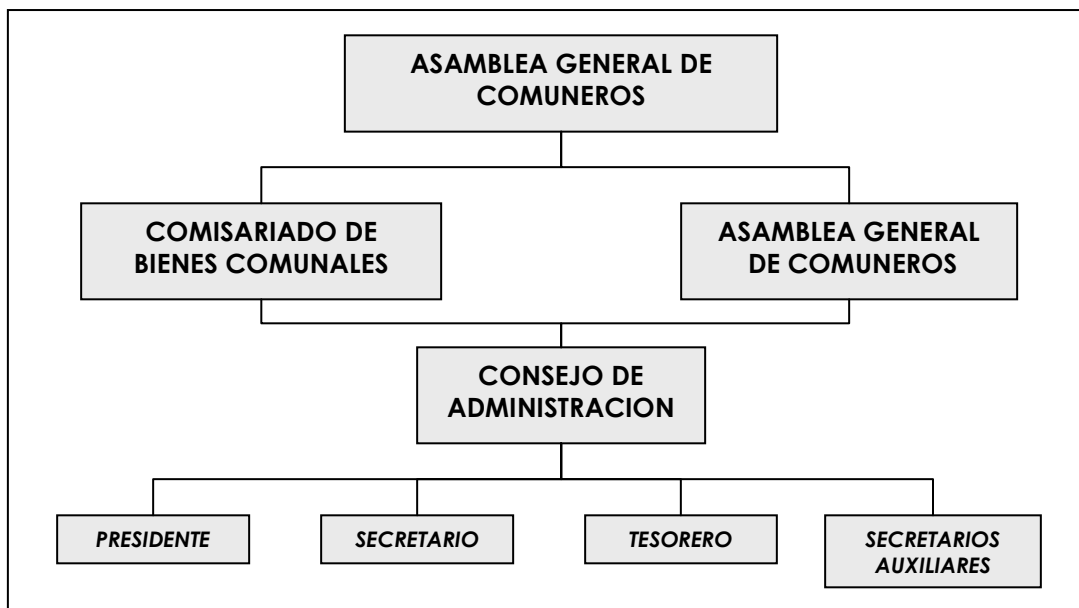 ASAMBLEA GENERAL DE
COMUNEROS
COMISARIADO DE
BIENES COMUNALES
ASAMBLEA GENERAL
DE COMUNEROS
CONSEJO DE
ADMINISTRACION
PRESIDENTE
SECRETARIO
TESORERO
SECRETARIOS
AUXILIARES